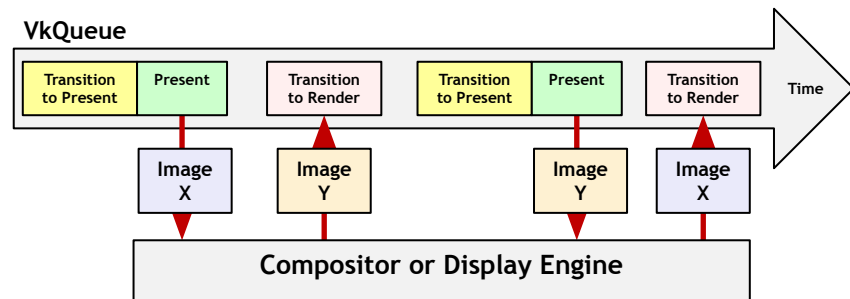 VkQueue
Transition
to Present
Present
Transition
to Render
Transition
to Present
Present
Transition
to Render
Time
Image
X
Image
Y
Image
Y
Image
X
Compositor or Display Engine